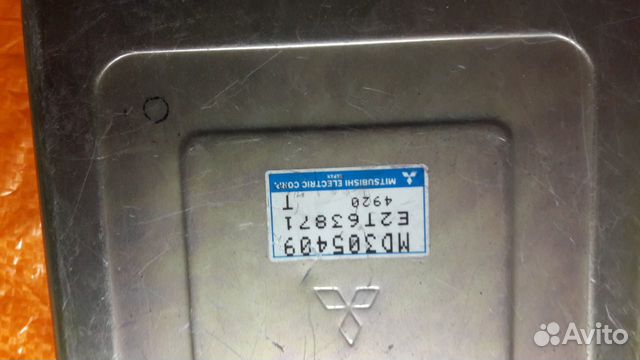 MD305409
E2T63871
4920 T
MITSUBISHI ELECTRIC CORP.
JAPAN
Avito